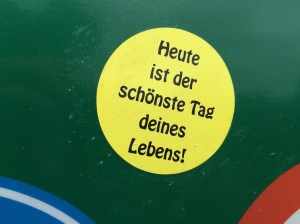 Heute
ist der
schönste Tag
deines
Lebens!